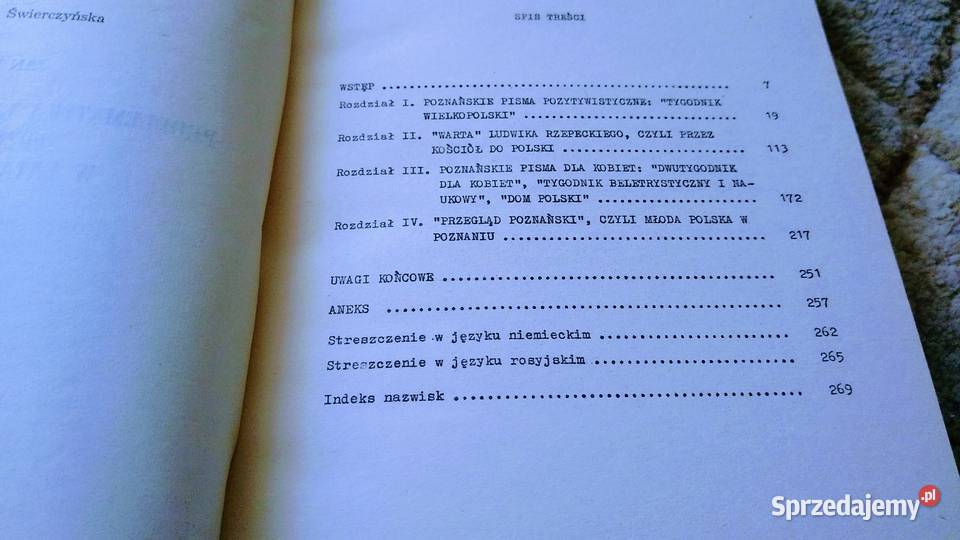 Świerczyńska
SPIS TREŚCI
WSTĘP ................................................ 7
Rozdział I. POZNAŃSKIE PISMA POZYTYWISTYCZNE: "TYGODNIK
WIELKOPOLSKI" ................................ 19
Rozdział II. "WARTA" LUDWIKA RZEPECKIEGO, CZYLI PRZEZ
KOŚCIÓŁ DO POLSKI ........................ 113
Rozdział III. POZNAŃSKIE PISMA DLA KOBIET: "DWUTYGODNIK
DLA KOBIET", "TYGODNIK BELETRYSTYCZNY I NA-
UKOWY", "DOM POLSKI" ..................... 172
Rozdział IV. "PRZEGLĄD POZNAŃSKI", CZYLI MŁODA POLSKA W
POZNANIU .................................. 217
UWAGI KOŃCOWE ........................................... 251
ANEKS ................................................... 257
Streszczenie w języku niemieckim ........................ 262
Streszczenie w języku rosyjskim ......................... 265
Indeks nazwisk .......................................... 269
Sprzedajemy.pl